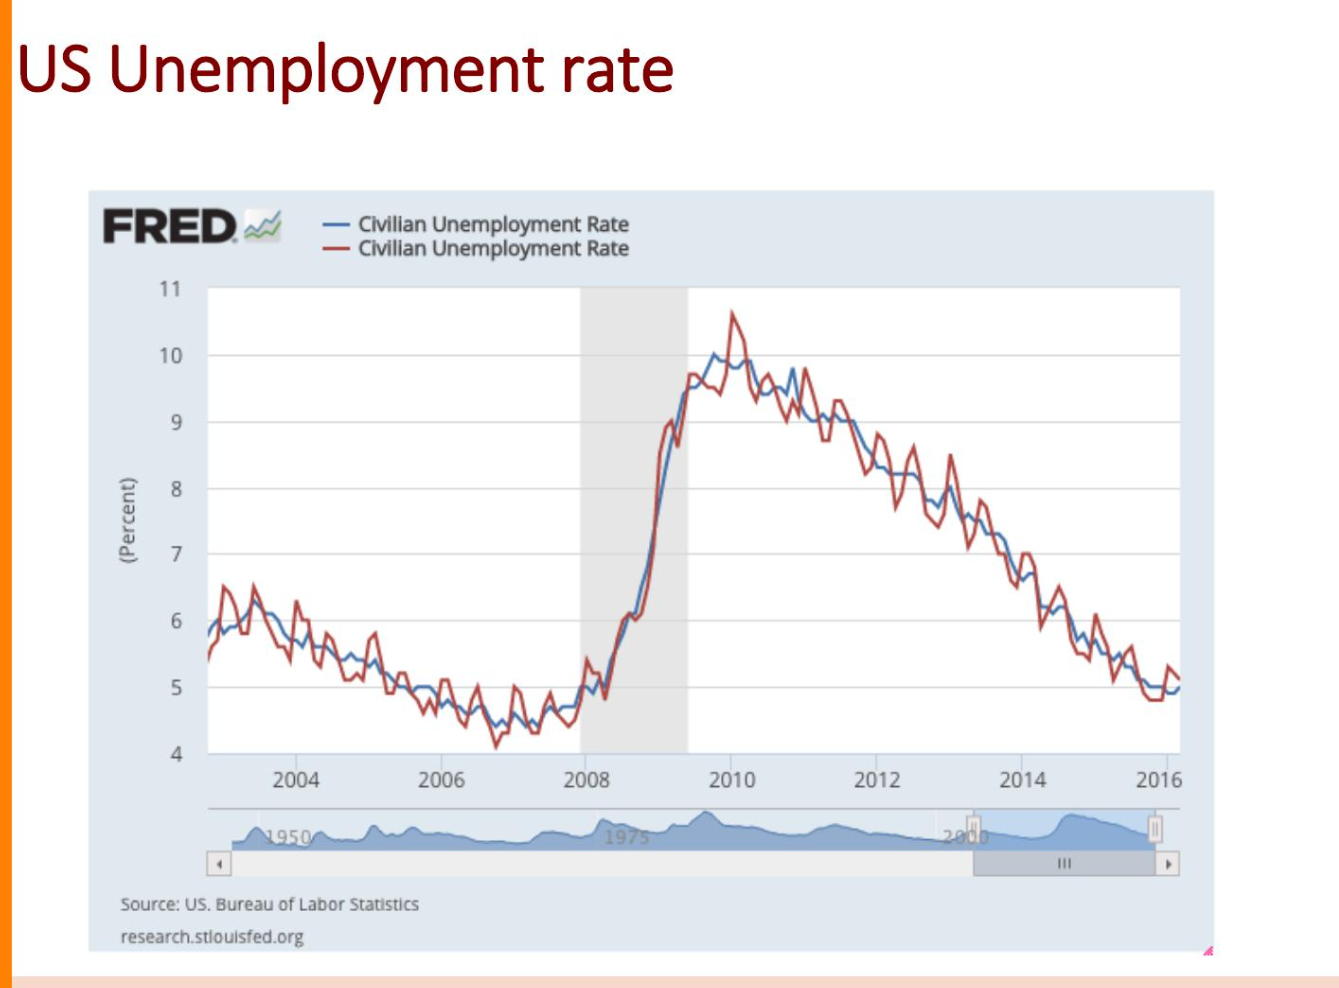 US Unemployment rate
FRED
Civilian Unemployment Rate
Civilian Unemployment Rate
11
10
9
8
7
6
5
4
(Percent)
2004 2006 2008 2010 2012 2014 2016
1950 1975 2000
Source: US. Bureau of Labor Statistics
research.stlouisfed.org